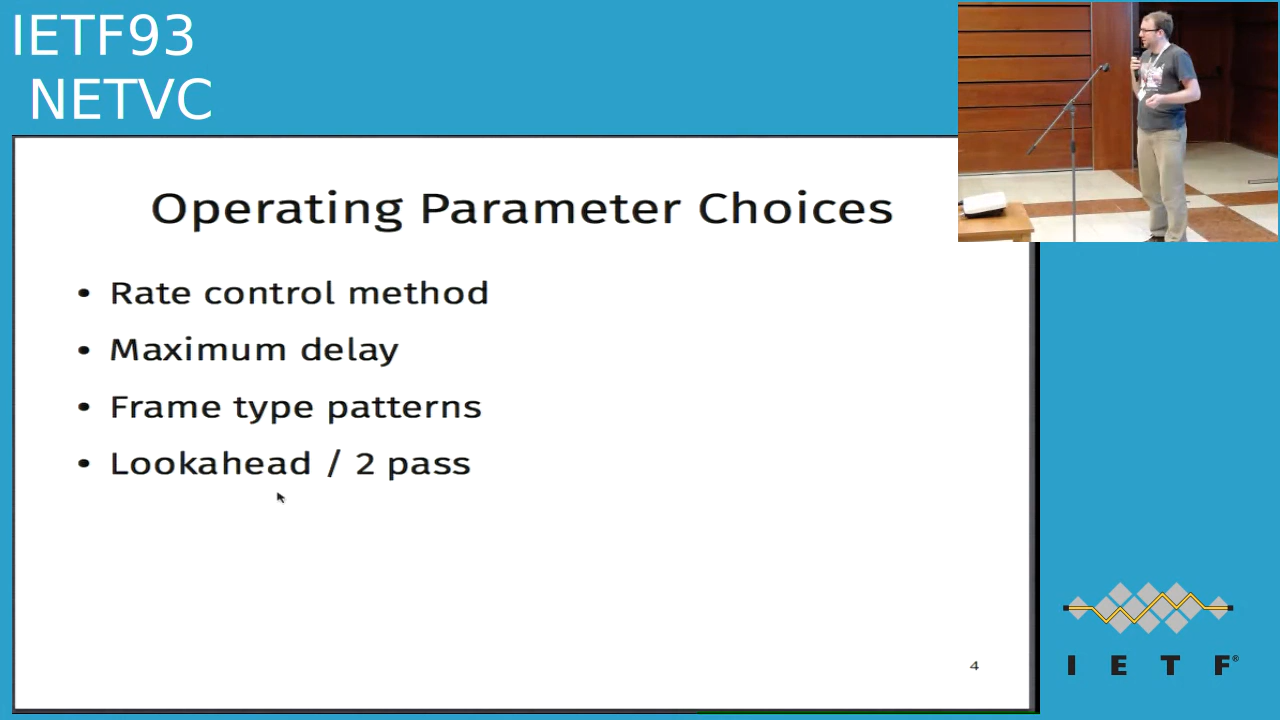 IETF93
NETVC
Operating Parameter Choices
• Rate control method
• Maximum delay
• Frame type patterns
• Lookahead / 2 pass
4
I E T F®